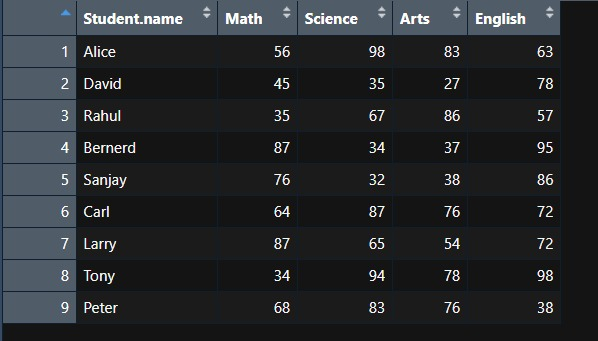 Student.name Math Science Arts English
1 Alice 56 98 83 63
2 David 45 35 27 78
3 Rahul 35 67 86 57
4 Bernerd 87 34 37 95
5 Sanjay 76 32 38 86
6 Carl 64 87 76 72
7 Larry 87 65 54 72
8 Tony 34 94 78 98
9 Peter 68 83 76 38